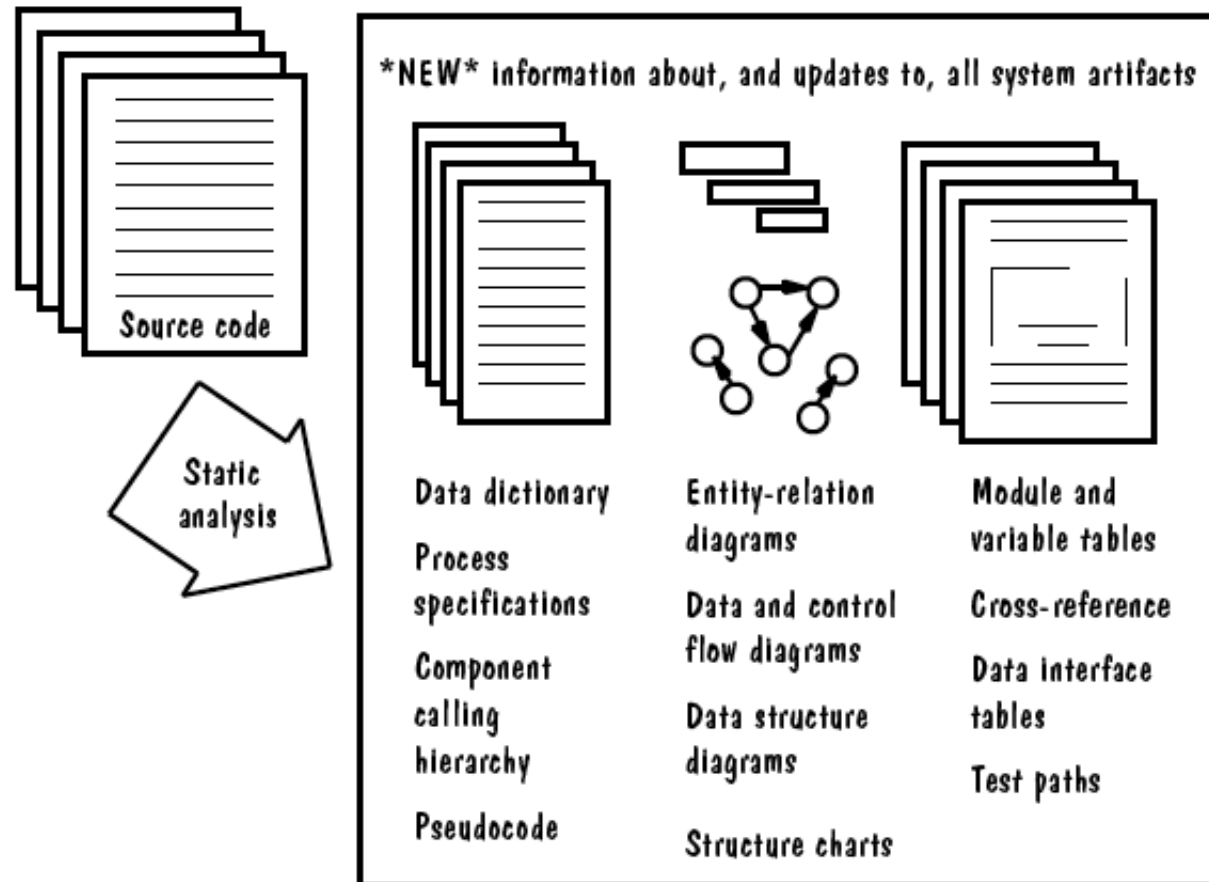 *NEW* information about, and updates to, all system artifacts
Source code
Static
analysis
Data dictionary
Process
specifications
Component
calling
hierarchy
Pseudocode
Entity-relation
diagrams
Data and control
flow diagrams
Data structure
diagrams
Structure charts
Module and
variable tables
Cross-reference
Data interface
tables
Test paths